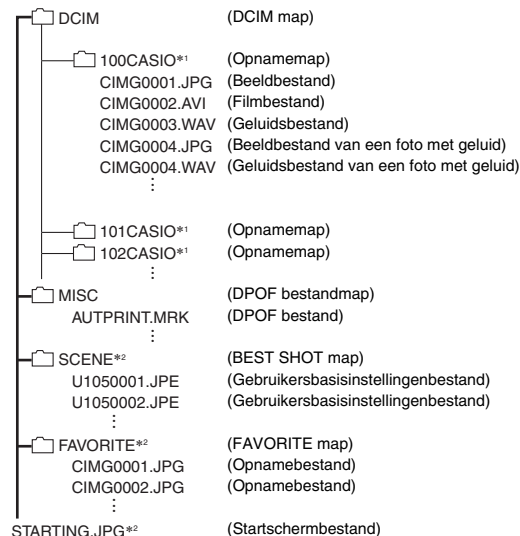 DCIM (DCIM map)
100CASIO*1 (Opnamemap)
CIMG0001.JPG (Beeldbestand)
CIMG0002.AVI (Filmbestand)
CIMG0003.WAV (Geluidsbestand)
CIMG0004.JPG (Beeldbestand van een foto met geluid)
CIMG0004.WAV (Geluidsbestand van een foto met geluid)
⋮
101CASIO*1 (Opnamemap)
102CASIO*1 (Opnamemap)
⋮
MISC (DPOF bestandmap)
AUTPRINT.MRK (DPOF bestand)
⋮
SCENE*2 (BEST SHOT map)
U1050001.JPE (Gebruikersbasisinstellingenbestand)
U1050002.JPE (Gebruikersbasisinstellingenbestand)
⋮
FAVORITE*2 (FAVORITE map)
CIMG0001.JPG (Opnamebestand)
CIMG0002.JPG (Opnamebestand)
⋮
STARTING.JPG*2 (Startschermbestand)